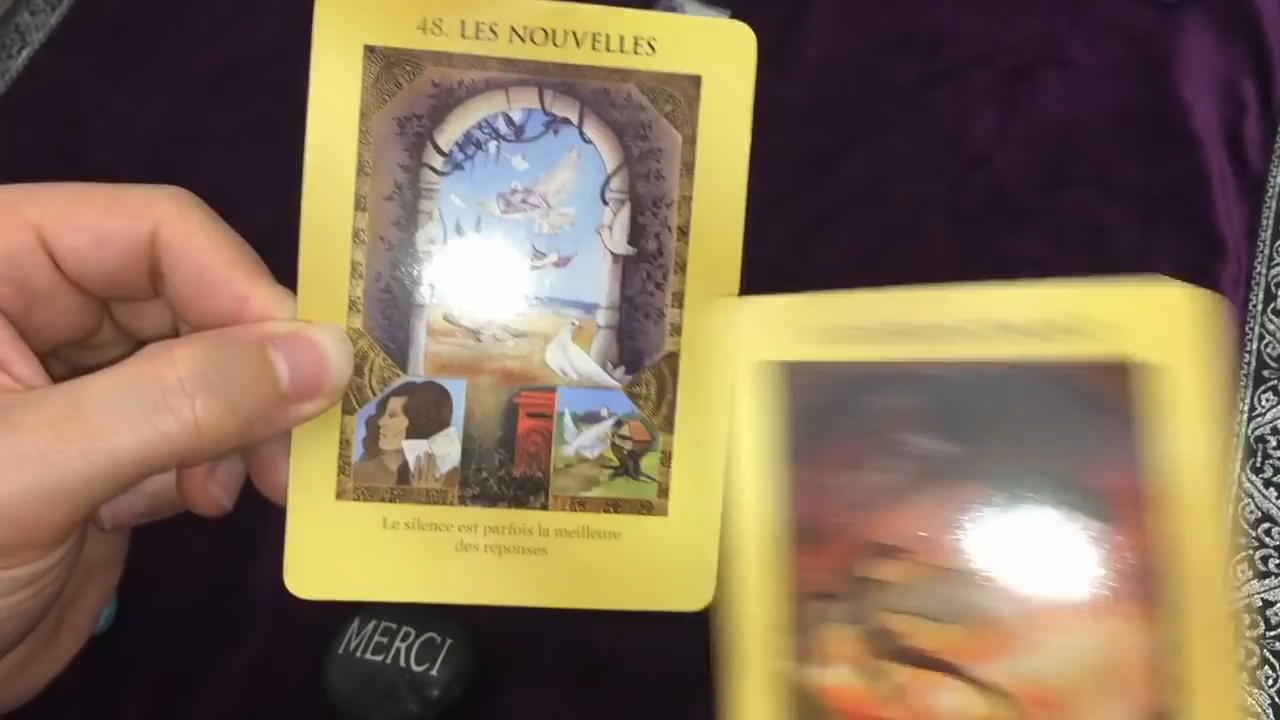 48. LES NOUVELLES
Le silence est parfois la meilleure
des réponses
MERCI